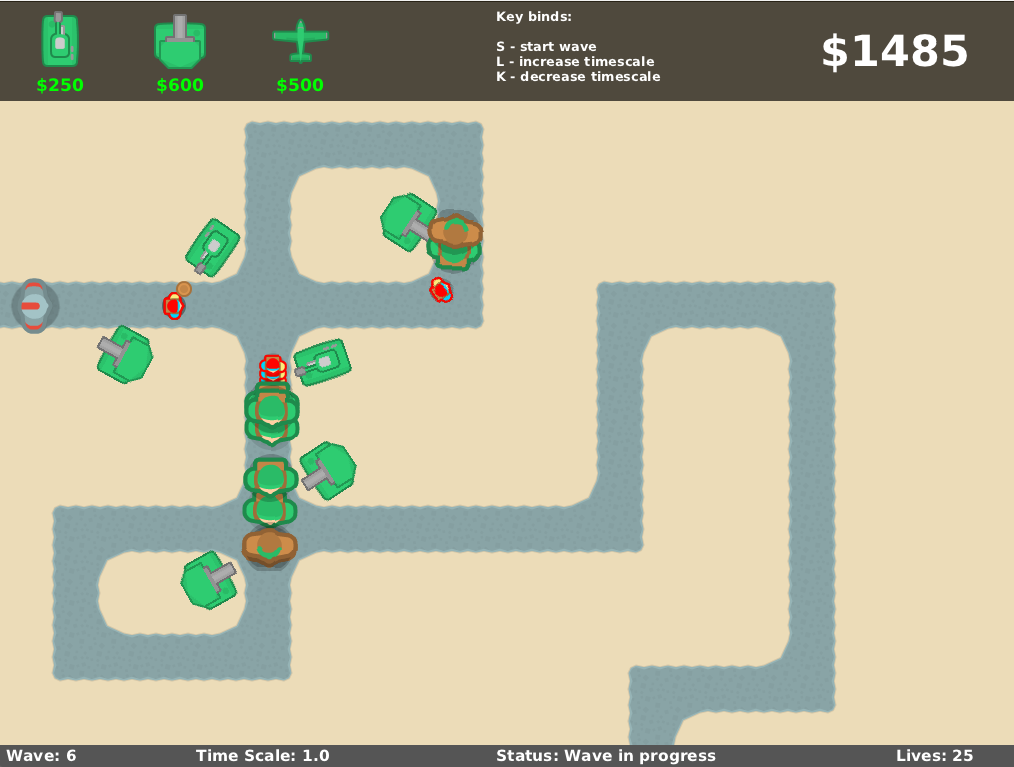 $250
$600
$500
Key binds:
S - start wave
L - increase timescale
K - decrease timescale
$1485
Wave: 6
Time Scale: 1.0
Status: Wave in progress
Lives: 25